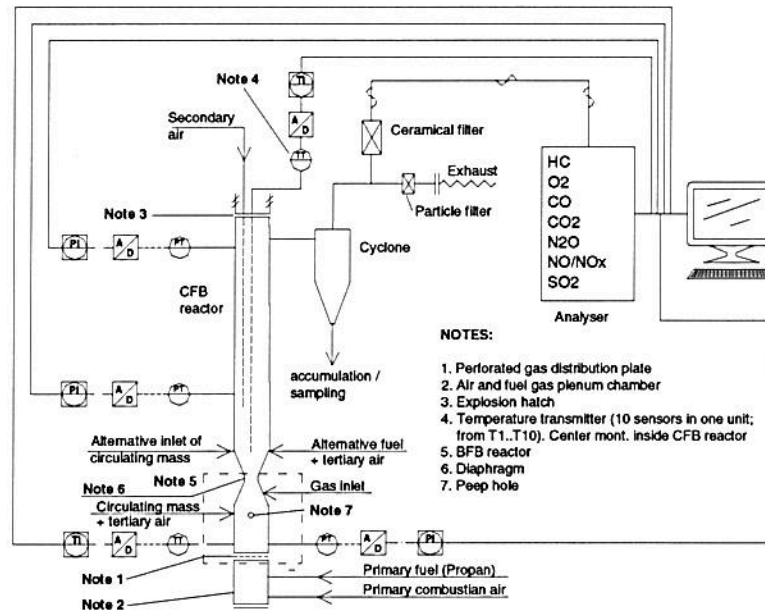 TI
Note 4
A
D
Secondary
air
TT
Ceramical filter
Exhaust
Particle filter
Note 3
HC
O2
CO
CO2
N2O
NO/NOx
SO2
Analyser
PI
A
D
PT
Cyclone
CFB
reactor
accumulation /
sampling
PI
A
D
PT
NOTES:
1. Perforated gas distribution plate
2. Air and fuel gas plenum chamber
3. Explosion hatch
4. Temperature transmitter (10 sensors in one unit;
from T1..T10). Center mont. inside CFB reactor
5. BFB reactor
6. Diaphragm
7. Peep hole
Alternative inlet of
circulating mass
Alternative fuel
+ tertiary air
Note 5
Note 6
Gas inlet
Circulating mass
+ tertiary air
Note 7
TI
A
D
TT
PT
A
D
PI
Note 1
Primary fuel (Propan)
Note 2
Primary combustian air